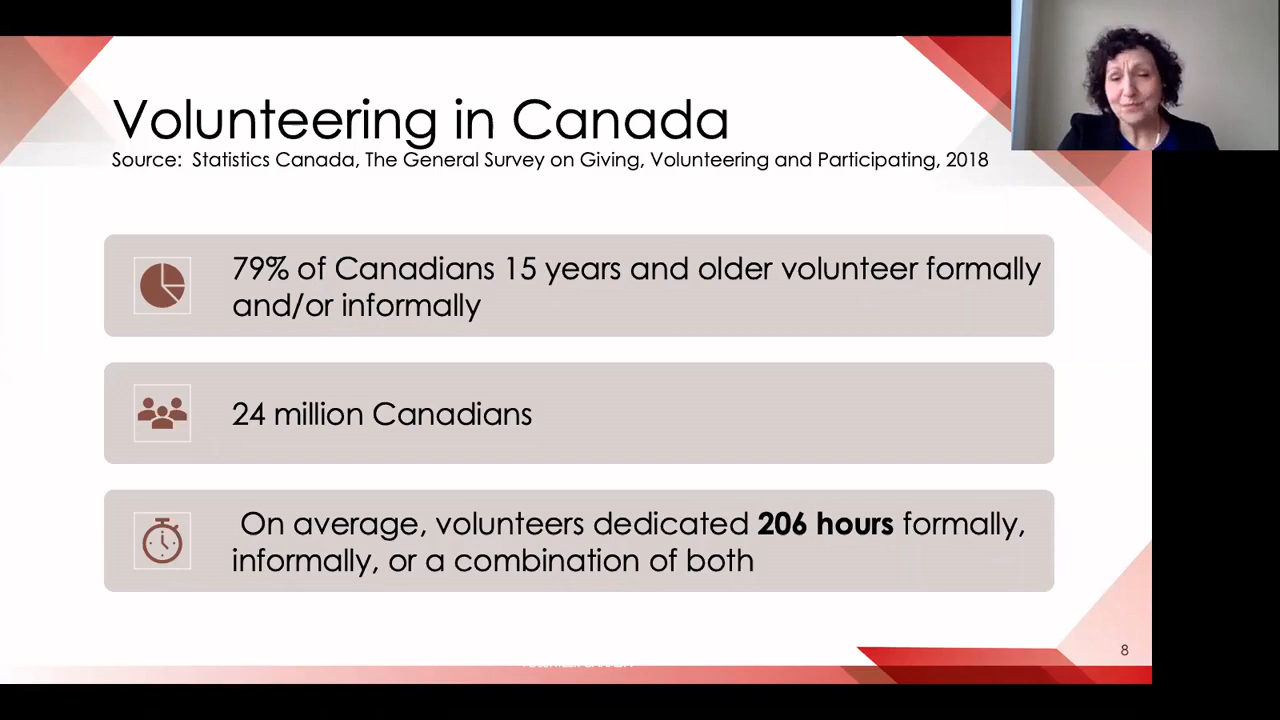 Volunteering in Canada
Source: Statistics Canada, The General Survey on Giving, Volunteering and Participating, 2018
79% of Canadians 15 years and older volunteer formally
and/or informally
24 million Canadians
On average, volunteers dedicated 206 hours formally,
informally, or a combination of both
8